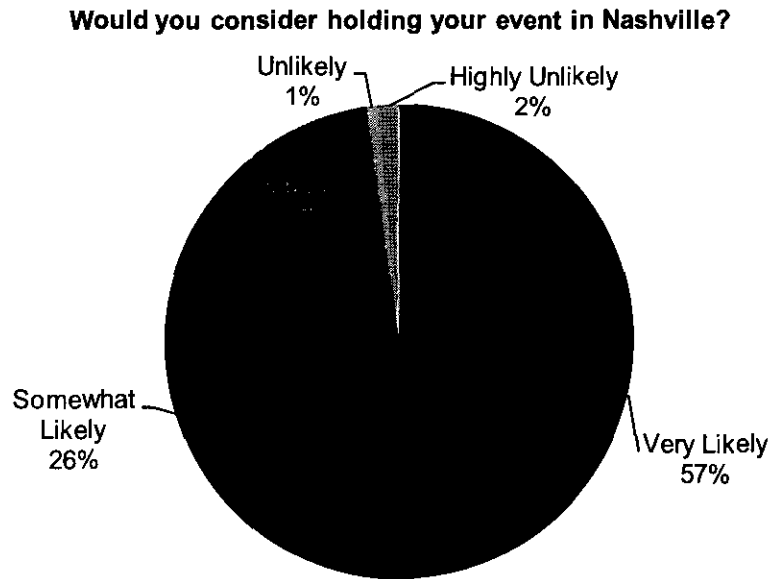 Would you consider holding your event in Nashville?
Unlikely
1%
Highly Unlikely
2%
Somewhat
Likely
26%
Very Likely
57%